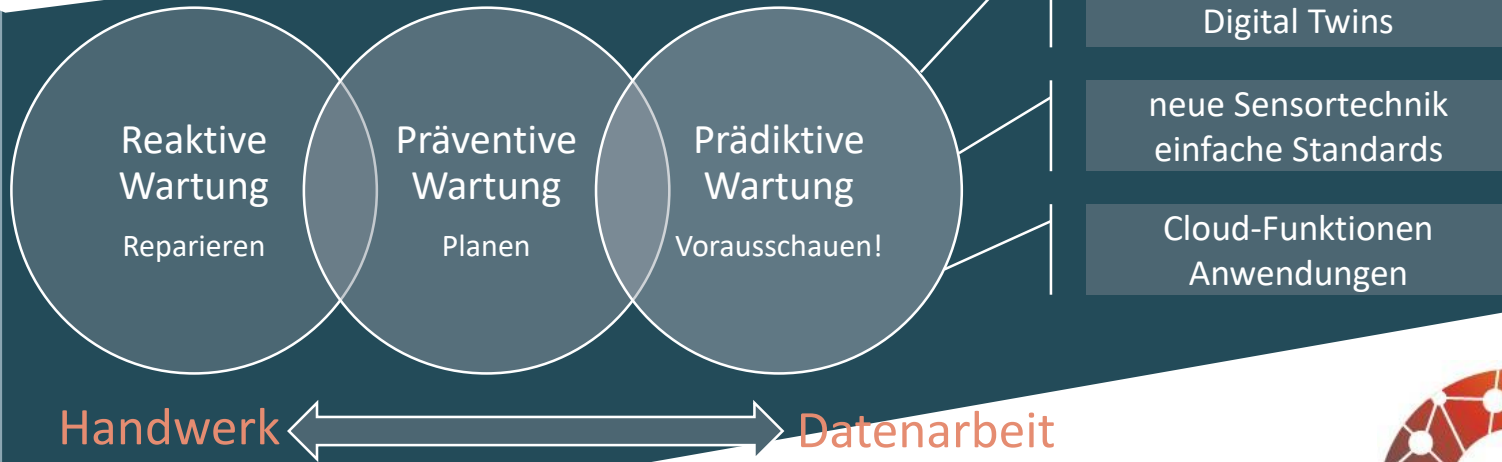 Reaktive
Wartung
Reparieren
Präventive
Wartung
Planen
Prädiktive
Wartung
Vorausschauen!
Digital Twins
neue Sensortechnik
einfache Standards
Cloud-Funktionen
Anwendungen
Handwerk
Datenarbeit